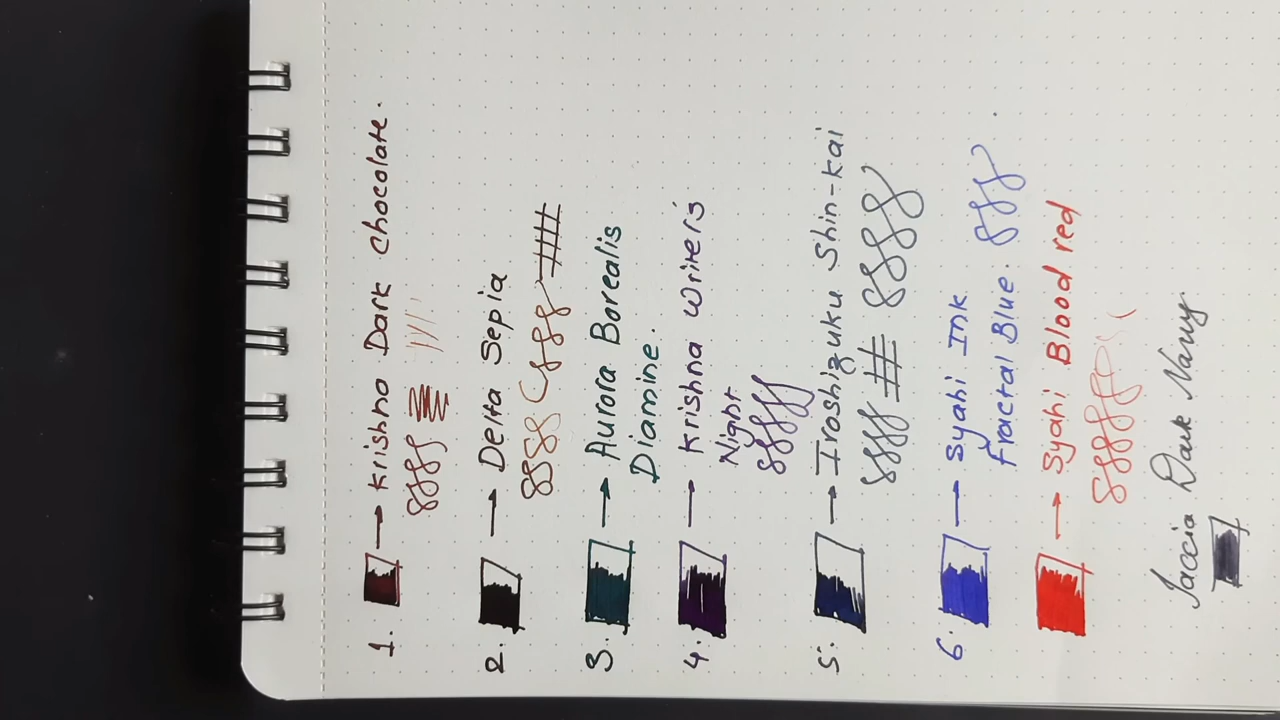 1. → Krishna Dark Chocolate.
2. → Delta Sepia
3. → Aurora Borealis
Diamine.
4. → Krishna Writer's
Night
5. → Iroshizuku Shin-kai
6. → Syahi Ink
Fractal Blue.
→ Syahi Blood red
Jaccia Dark Navy.